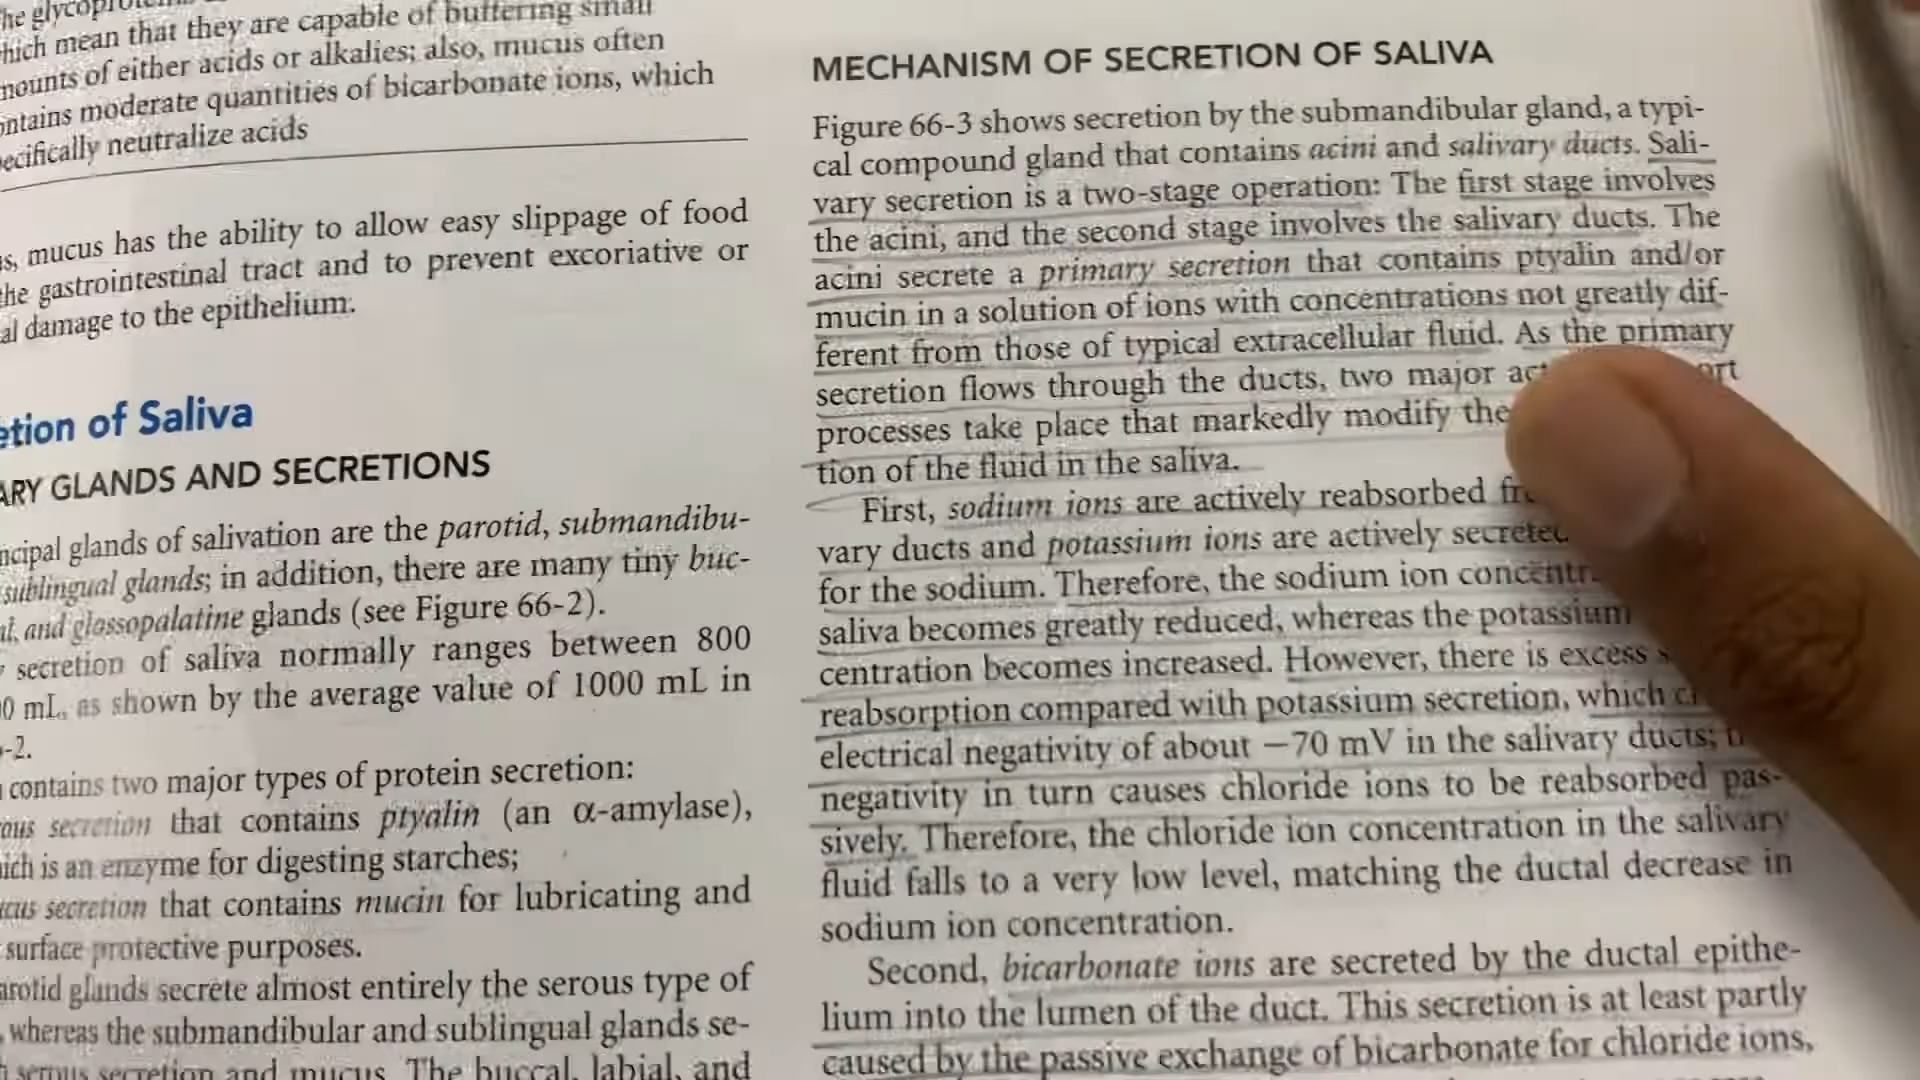 he
which mean that they are capable of buffering small
mounts of either acids or alkalies; also, mucus often
ontains moderate quantities of bicarbonate ions, which
pecifically neutralize acids
s, mucus has the ability to allow easy slippage of food
he gastrointestinal tract and to prevent excoriative or
al damage to the epithelium.
etion of Saliva
ARY GLANDS AND SECRETIONS
ncipal glands of salivation are the parotid, submandibu-
sublingual glands; in addition, there are many tiny buc-
al, and glossopalatine glands (see Figure 66-2).
secretion of saliva normally ranges between 800
0 mL, as shown by the average value of 1000 mL in
-2.
contains two major types of protein secretion:
ous secretion that contains ptyalin (an α-amylase),
ich is an enzyme for digesting starches;
cus secretion that contains mucin for lubricating and
surface protective purposes.
arotid glands secrete almost entirely the serous type of
whereas the submandibular and sublingual glands se-
serous secretion and mucus. The buccal, labial, and
MECHANISM OF SECRETION OF SALIVA
Figure 66-3 shows secretion by the submandibular gland, a typi-
cal compound gland that contains acini and salivary ducts. Sali-
vary secretion is a two-stage operation: The first stage involves
the acini, and the second stage involves the salivary ducts. The
acini secrete a primary secretion that contains ptyalin and/or
mucin in a solution of ions with concentrations not greatly dif-
ferent from those of typical extracellular fluid. As the primary
secretion flows through the ducts, two major act ort
processes take place that markedly modify the
tion of the fluid in the saliva.
First, sodium ions are actively reabsorbed fr
vary ducts and potassium ions are actively secreted
for the sodium. Therefore, the sodium ion concentr
saliva becomes greatly reduced, whereas the potassium
centration becomes increased. However, there is excess s
reabsorption compared with potassium secretion, which cr
electrical negativity of about −70 mV in the salivary ducts;
negativity in turn causes chloride ions to be reabsorbed pas-
sively. Therefore, the chloride ion concentration in the salivary
fluid falls to a very low level, matching the ductal decrease in
sodium ion concentration.
Second, bicarbonate ions are secreted by the ductal epithe-
lium into the lumen of the duct. This secretion is at least partly
caused by the passive exchange of bicarbonate for chloride ions,